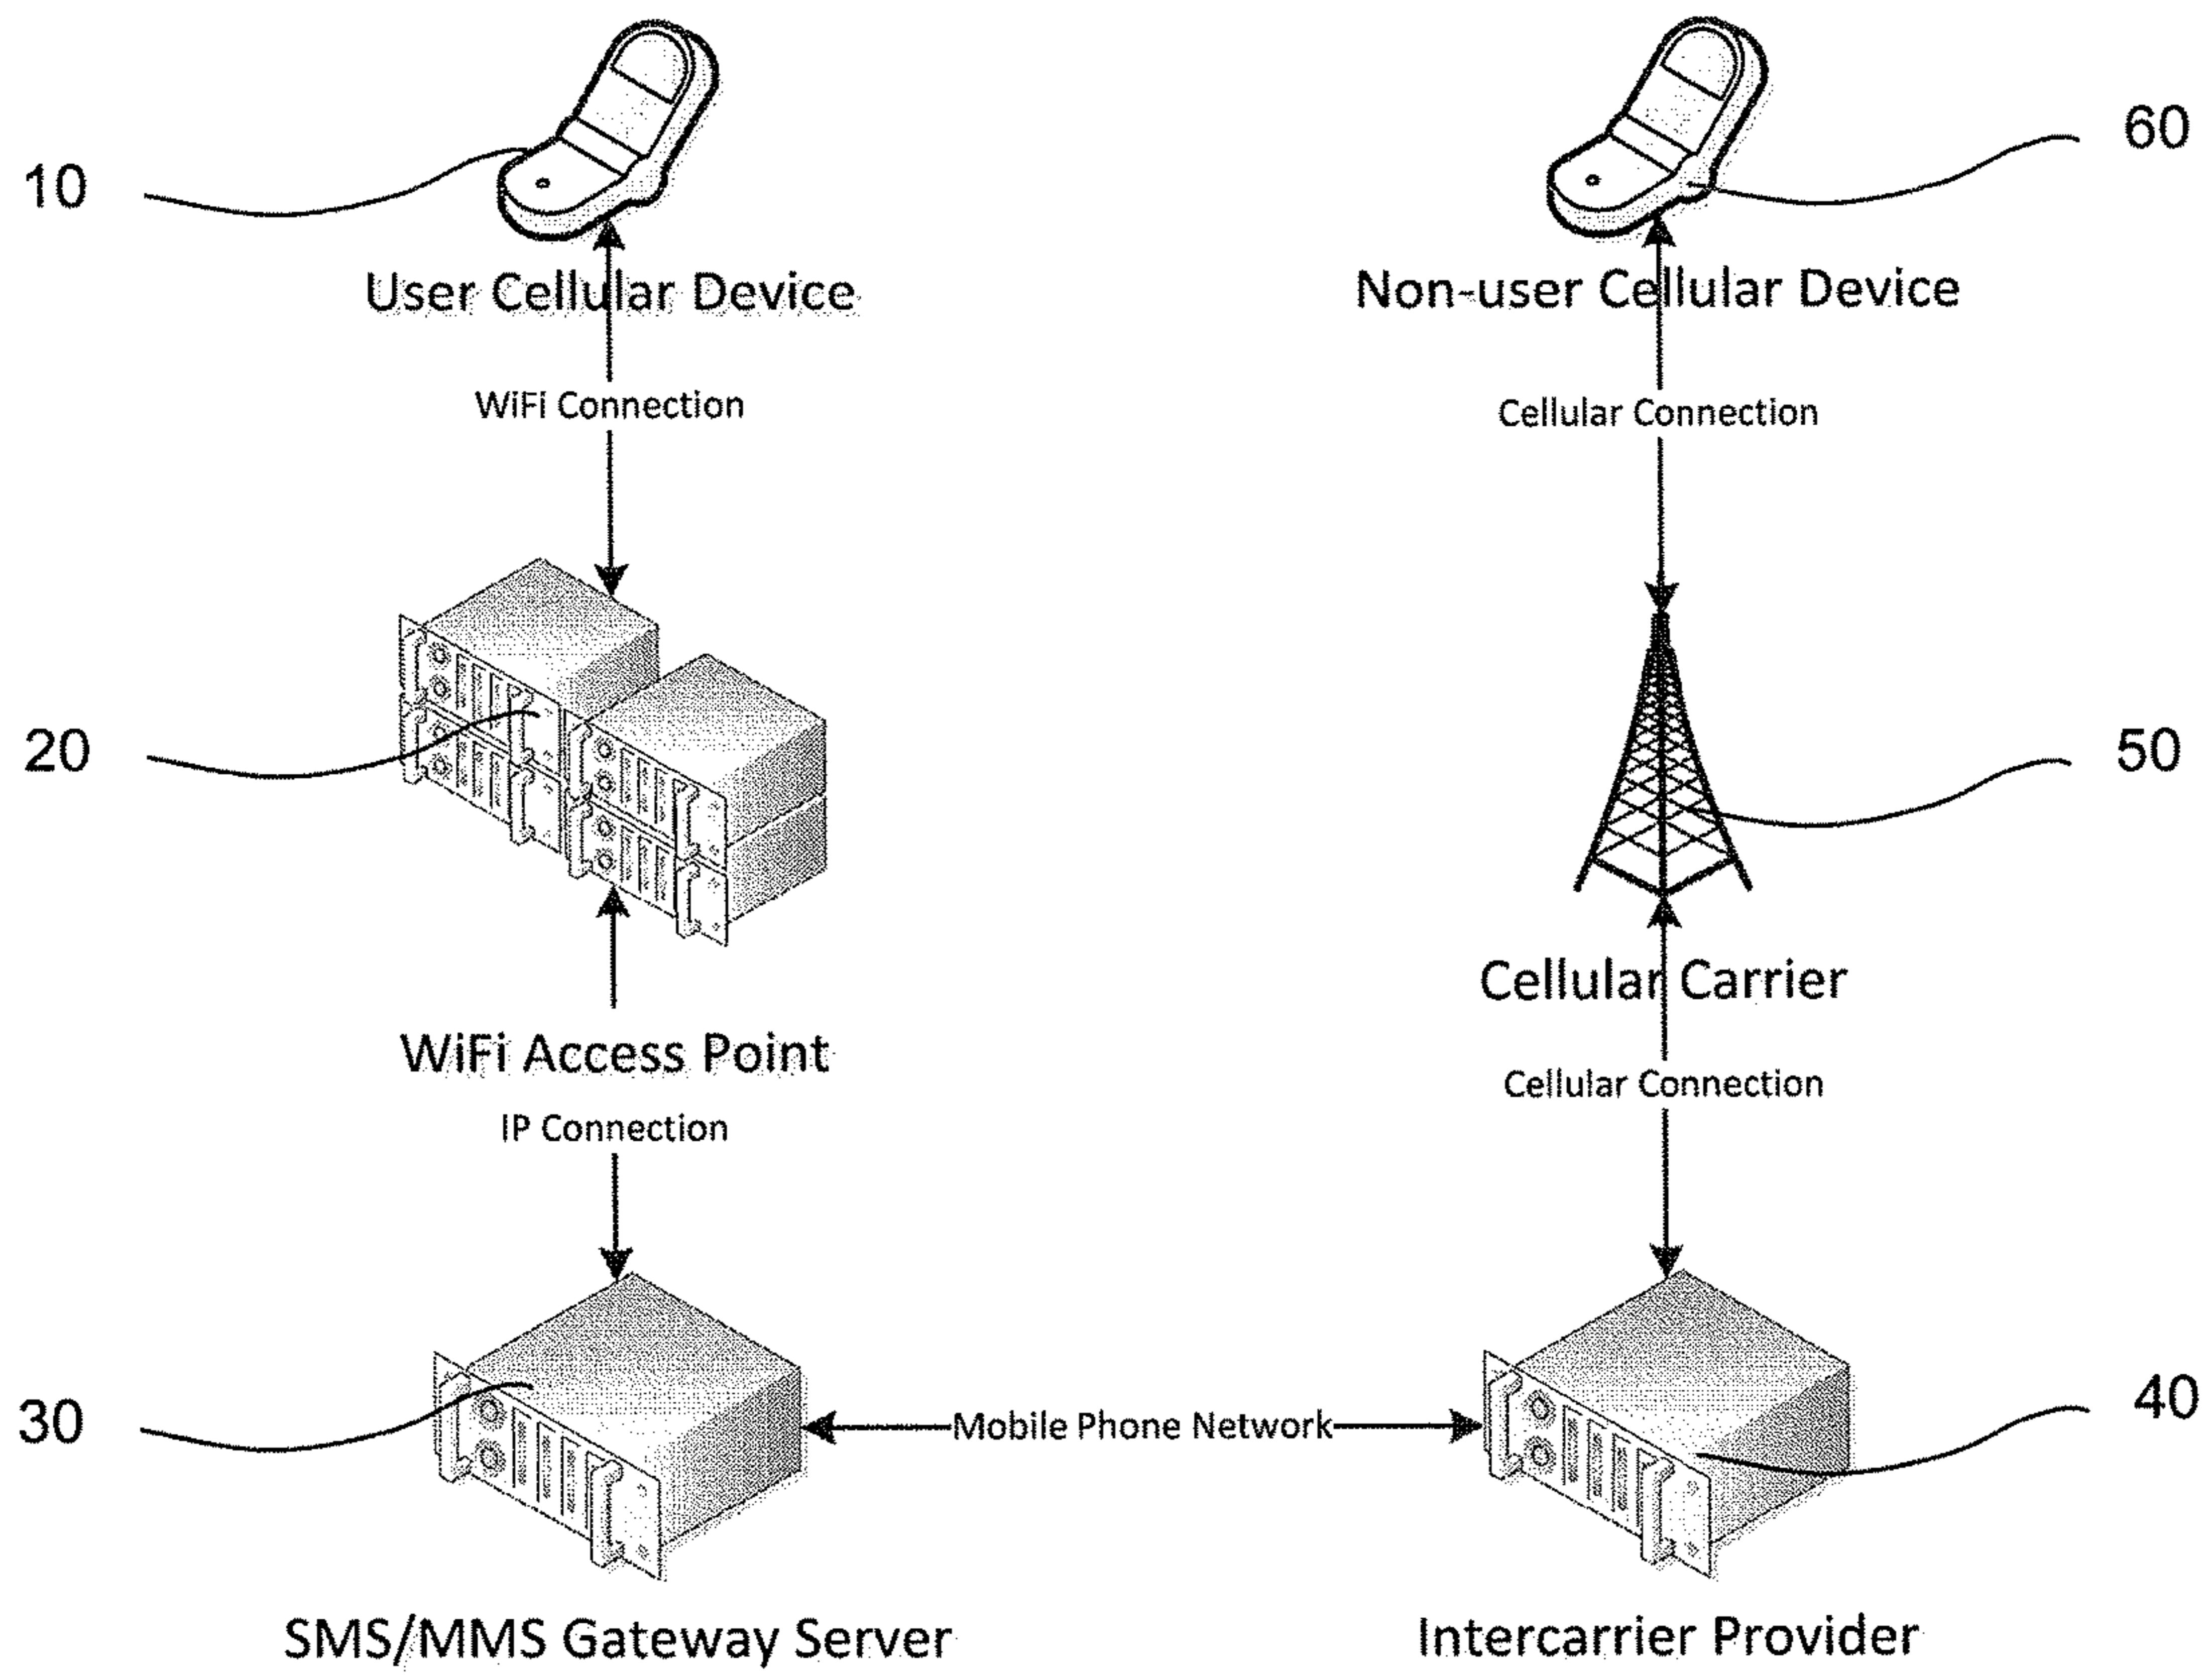 10
60
User Cellular Device
Non-user Cellular Device
WiFi Connection
Cellular Connection
20
50
Cellular Carrier
WiFi Access Point
Cellular Connection
IP Connection
30
Mobile Phone Network
40
SMS/MMS Gateway Server
Intercarrier Provider